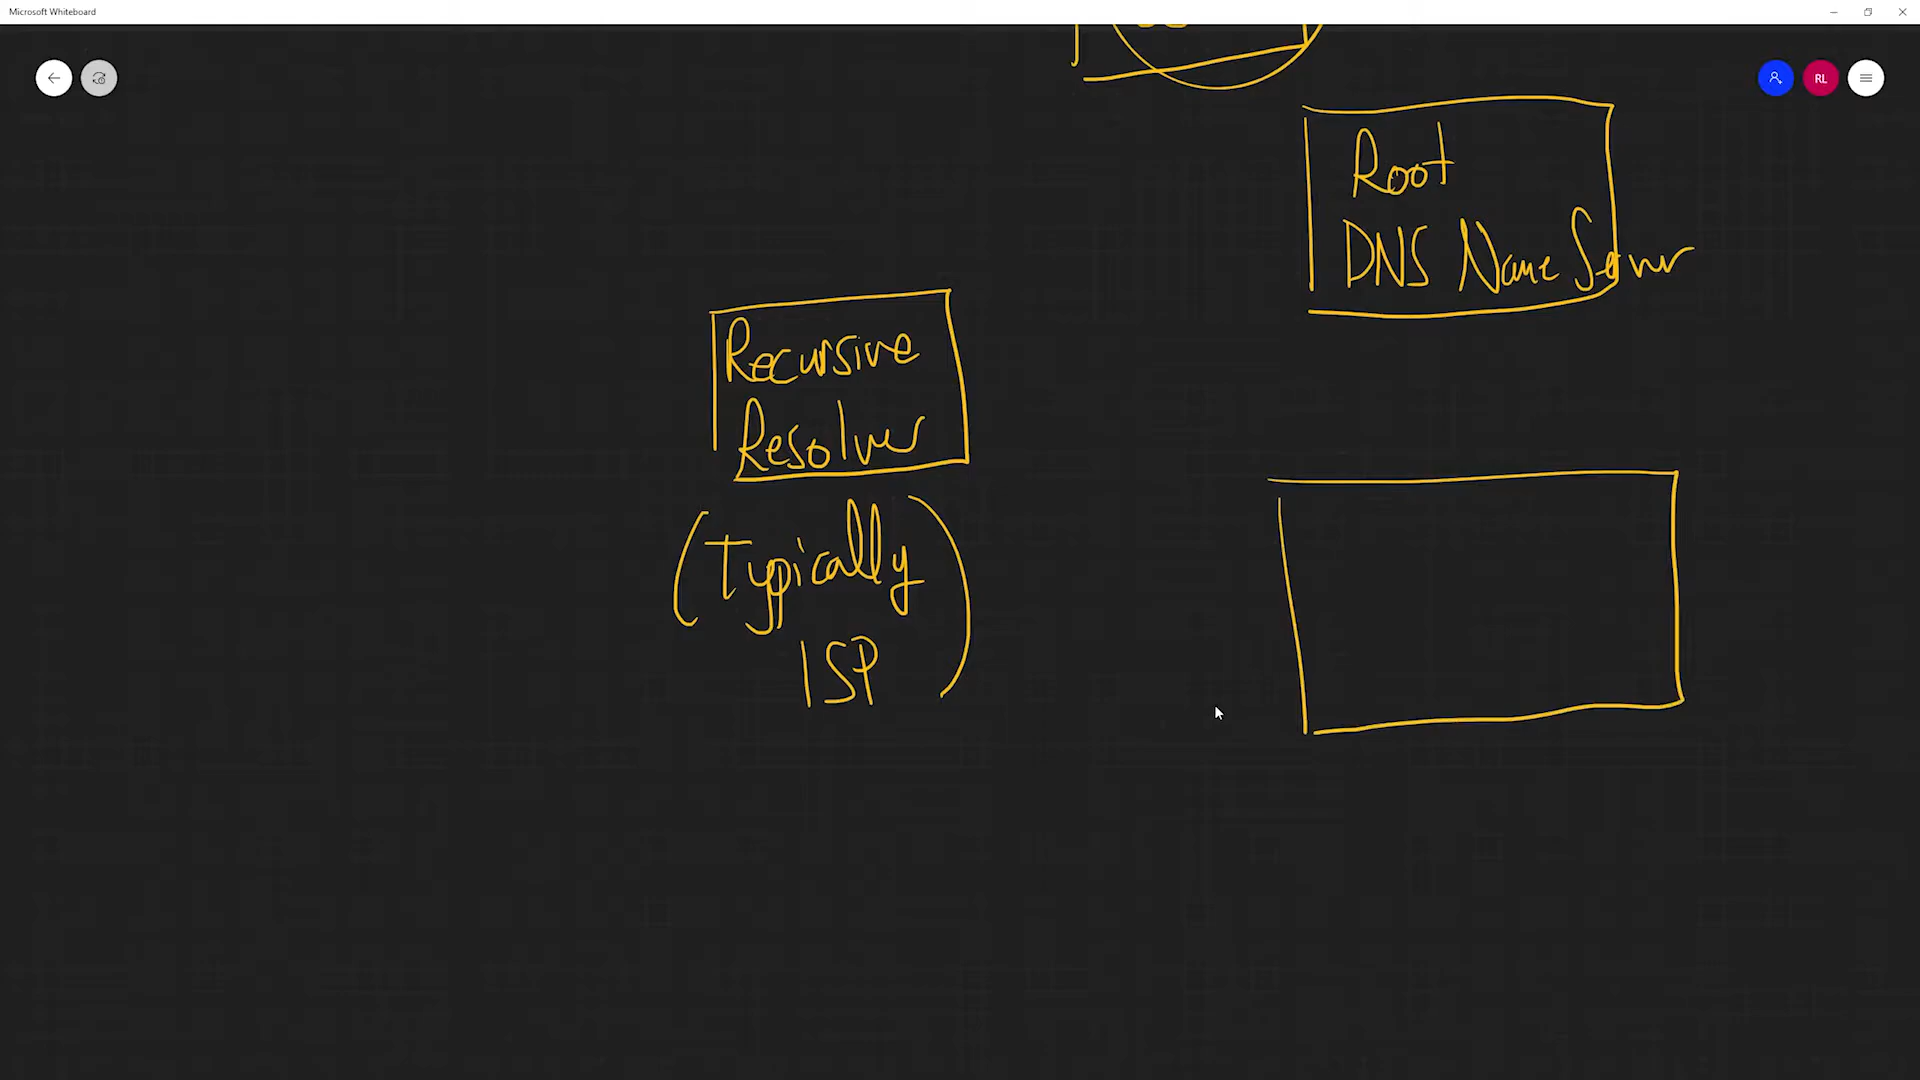 Microsoft Whiteboard
RL
Root
DNS Name Server
Recursive
Resolver
(Typically
ISP)